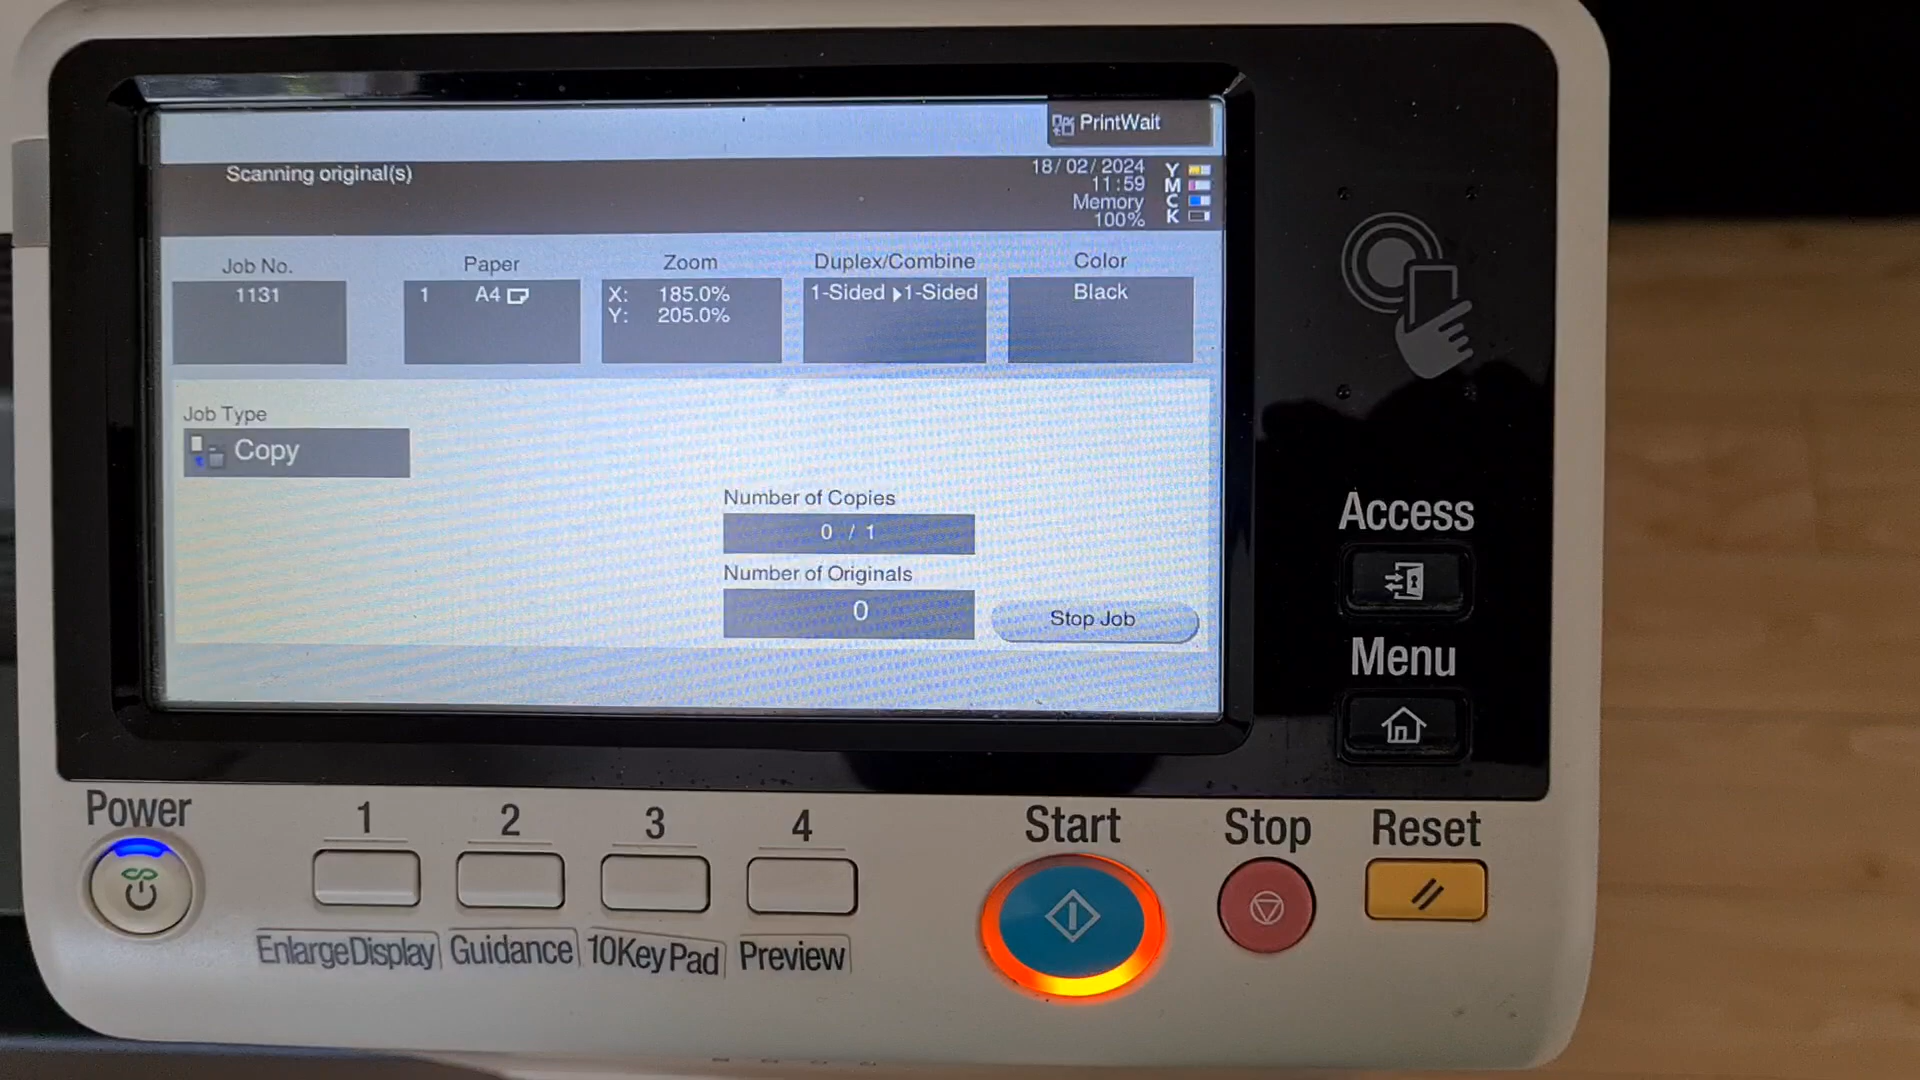 PrintWait
Scanning original(s)
18/02/2024
11:59
Memory
100%
Y
M
C
K
Job No.
1131
Paper
1 A4
Zoom
X: 185.0%
Y: 205.0%
Duplex/Combine
1-Sided ▶1-Sided
Color
Black
Job Type
Copy
Number of Copies
0 / 1
Number of Originals
0
Stop Job
Access
Menu
Power
1
2
3
4
Start
Stop
Reset
EnlargeDisplay
Guidance
10KeyPad
Preview